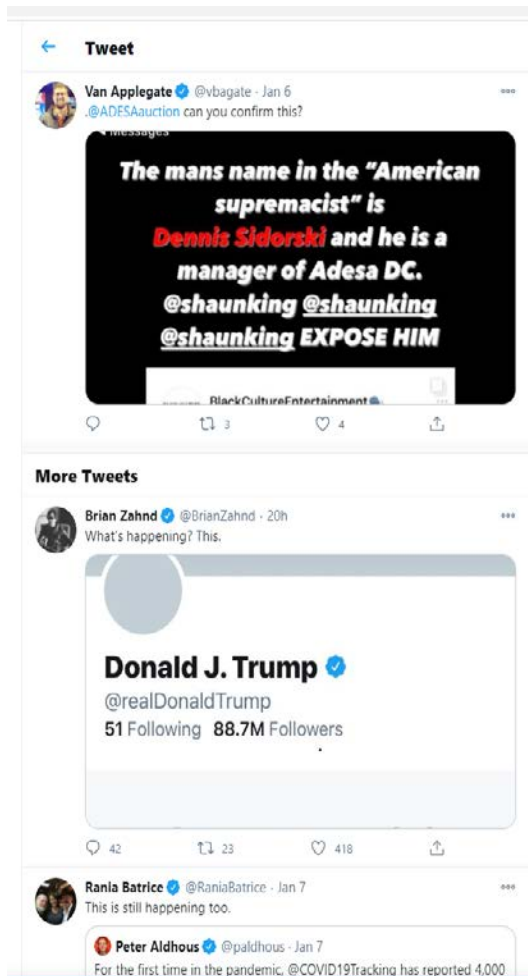 Tweet
Van Applegate @vbagate · Jan 6
.@ADESAauction can you confirm this?
Messages
The mans name in the “American
supremacist” is
Dennis Sidorski and he is a
manager of Adesa DC.
@shaunking @shaunking
@shaunking EXPOSE HIM
BlackCultureEntertainment
3 4
More Tweets
Brian Zahnd @BrianZahnd · 20h
What's happening? This.
Donald J. Trump
@realDonaldTrump
51 Following 88.7M Followers
42 23 418
Rania Batrice @RaniaBatrice · Jan 7
This is still happening too.
Peter Aldhous @paldhous · Jan 7
For the first time in the pandemic, @COVID19Tracking has reported 4,000